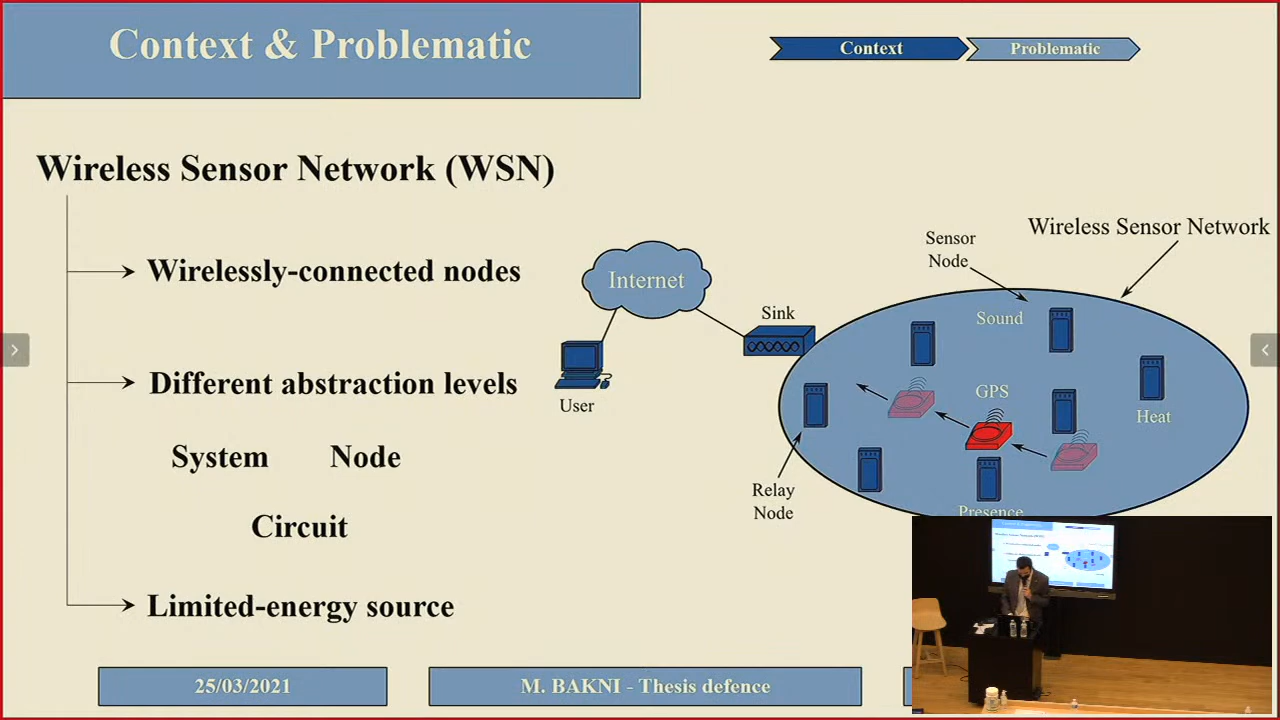 Context & Problematic
Context
Problematic
Wireless Sensor Network (WSN)
Wirelessly-connected nodes
Different abstraction levels
System Node
Circuit
Limited-energy source
Internet
User
Sink
Sensor
Node
Wireless Sensor Network
Sound
GPS
Heat
Relay
Node
Presence
25/03/2021
M. BAKNI - Thesis defence